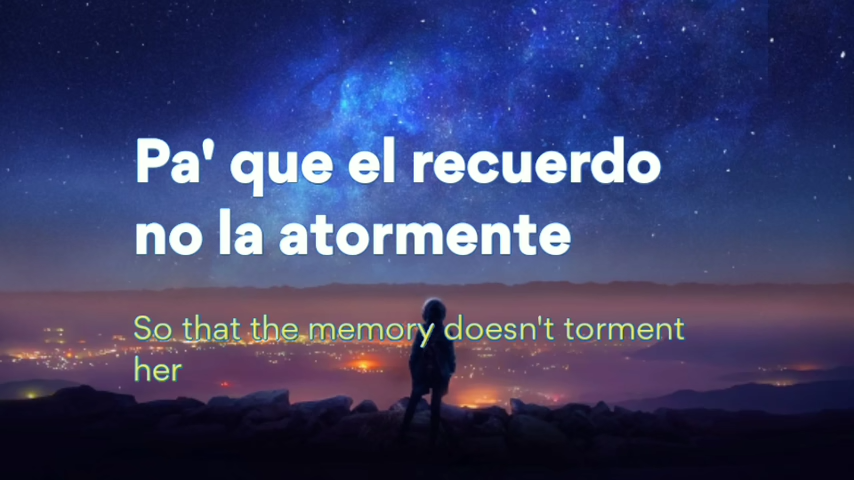 Pa' que el recuerdo
no la atormente
So that the memory doesn't torment
her